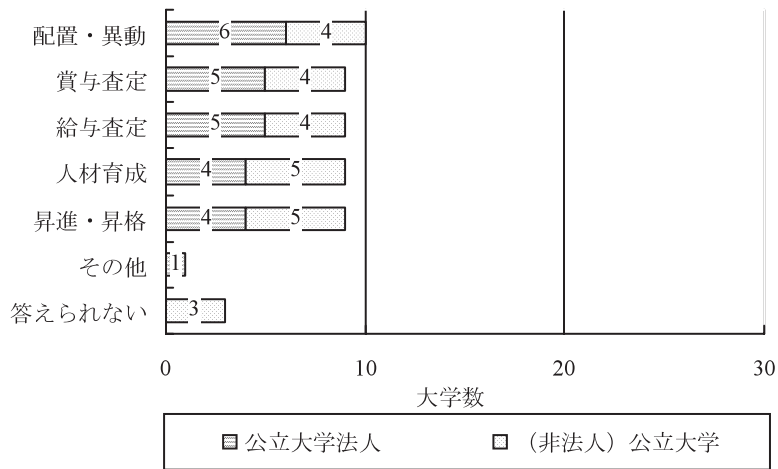 配置・異動 6 4
賞与査定 5 4
給与査定 5 4
人材育成 4 5
昇進・昇格 4 5
その他 1
答えられない 3
0 10 20 30
大学数
公立大学法人 （非法人）公立大学